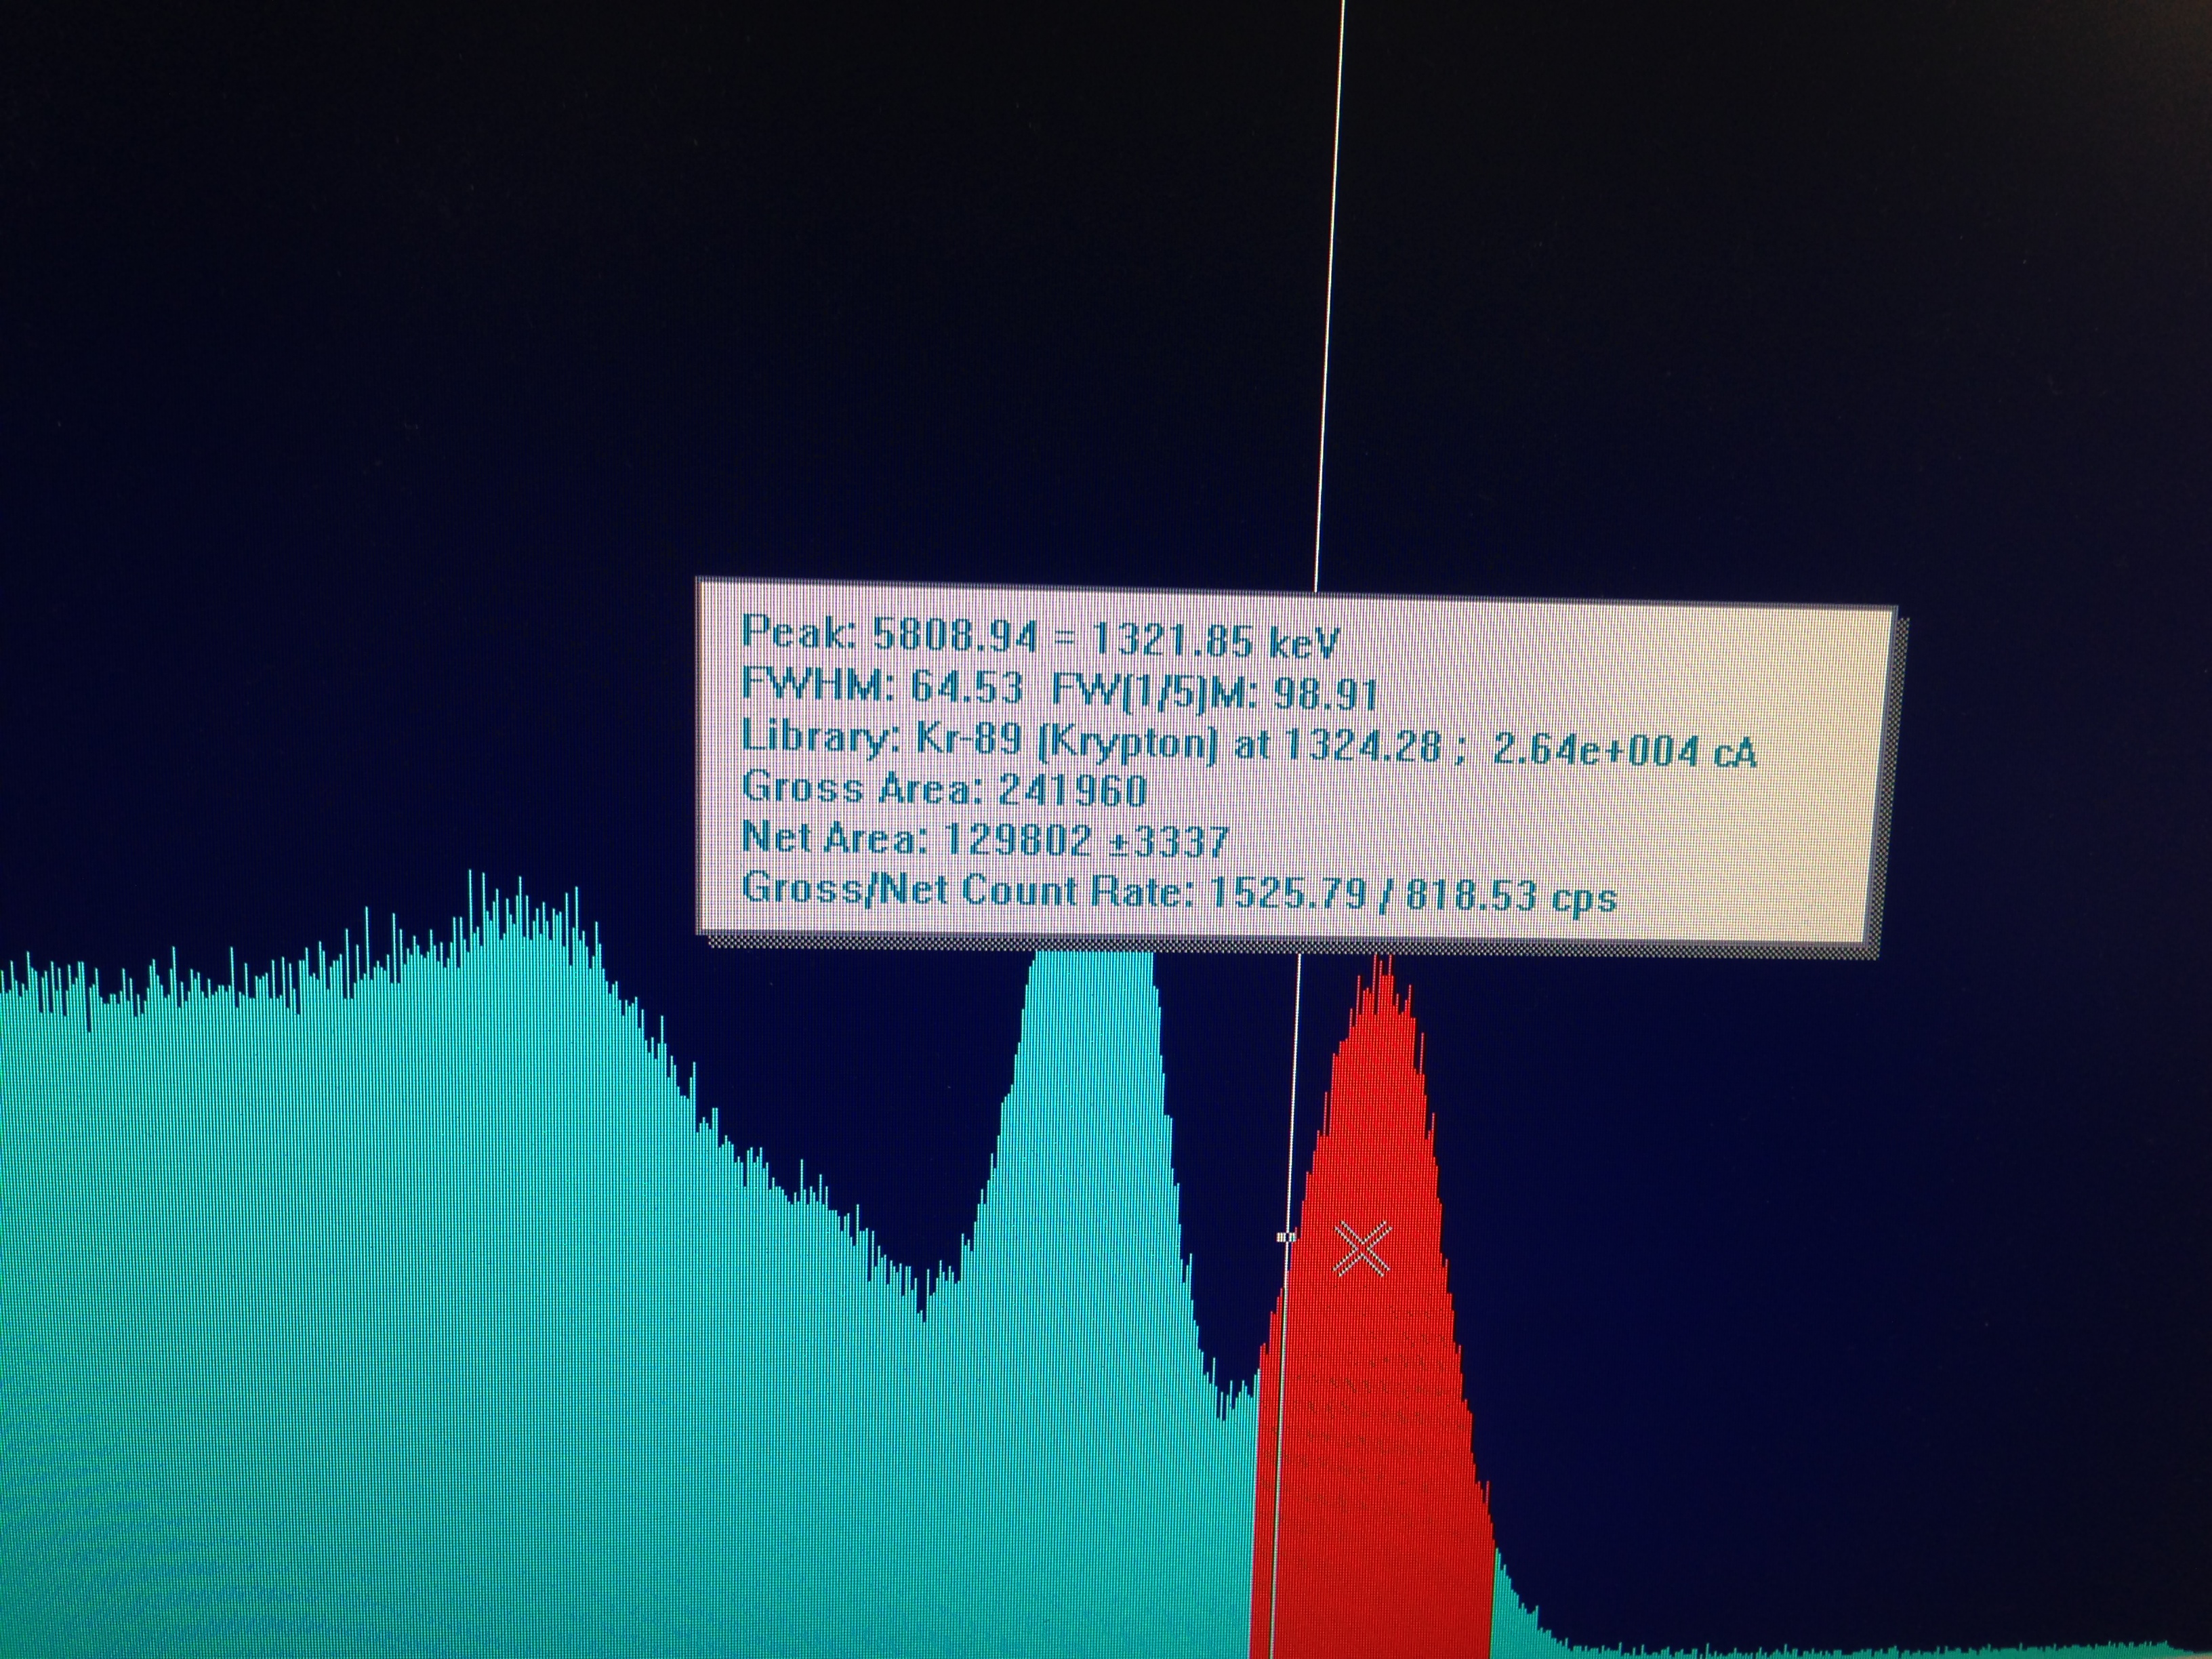 Peak: 5808.94 = 1321.85 keV
FWHM: 64.53 FW(1/5)M: 98.91
Library: Kr-89 (Krypton) at 1324.28 ; 2.64e+004 cA
Gross Area: 241960
Net Area: 129802 ±3337
Gross/Net Count Rate: 1525.79 / 818.53 cps